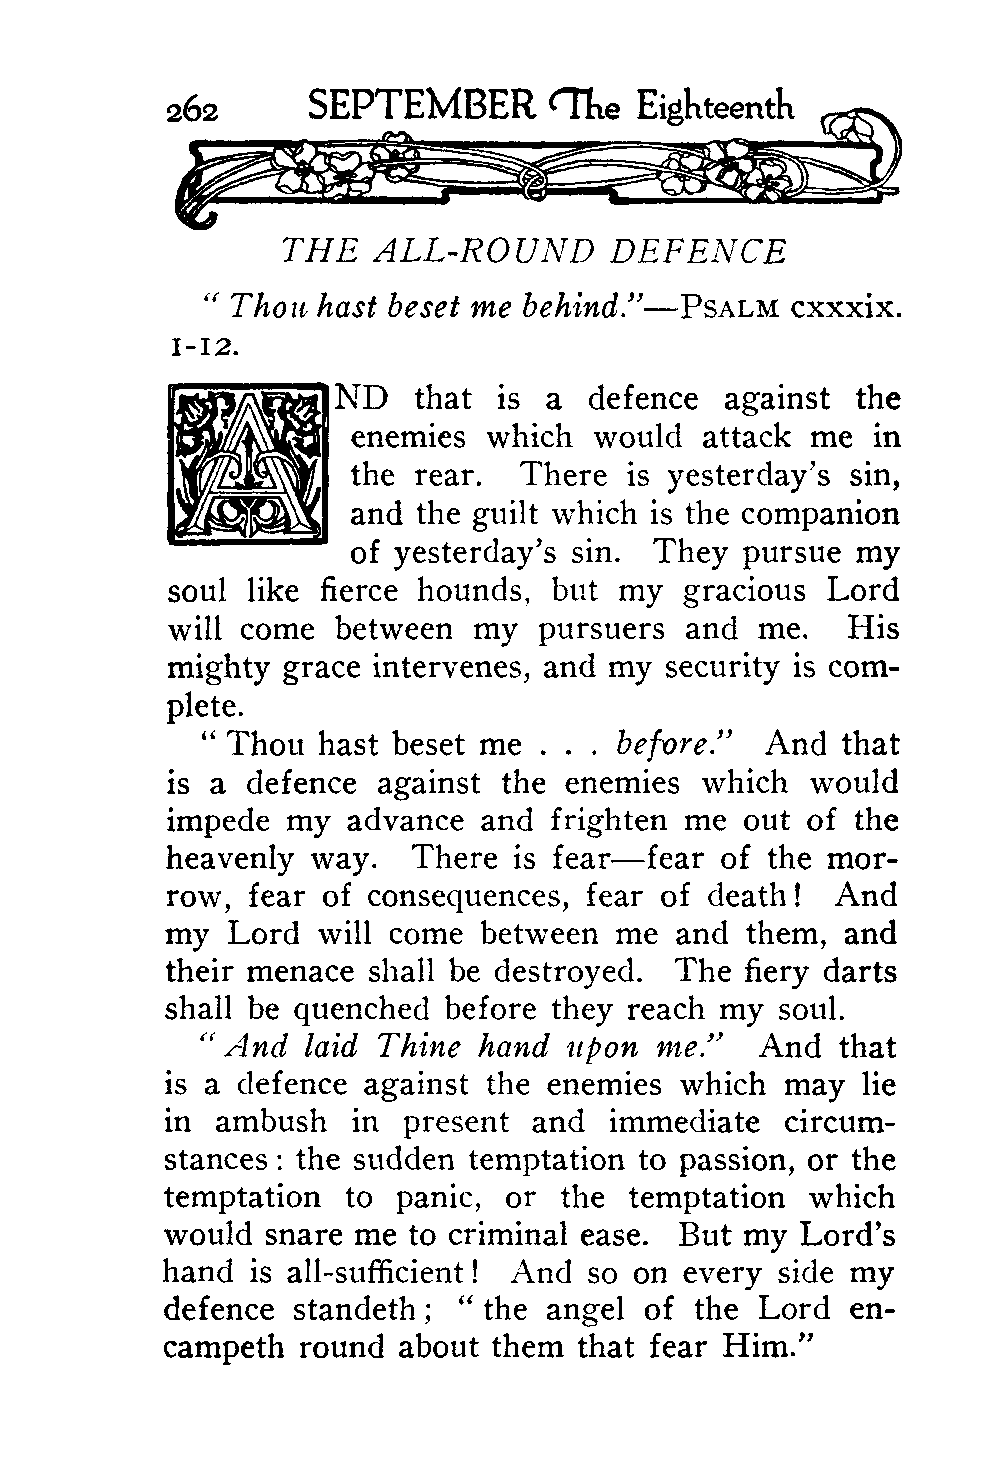 262 SEPTEMBER The Eighteenth
THE ALL-ROUND DEFENCE
“ Thou hast beset me behind.”—PSALM cxxxix.
1-12.
AND that is a defence against the
enemies which would attack me in
the rear. There is yesterday’s sin,
and the guilt which is the companion
of yesterday’s sin. They pursue my
soul like fierce hounds, but my gracious Lord
will come between my pursuers and me. His
mighty grace intervenes, and my security is com-
plete.
“ Thou hast beset me . . . before.” And that
is a defence against the enemies which would
impede my advance and frighten me out of the
heavenly way. There is fear—fear of the mor-
row, fear of consequences, fear of death! And
my Lord will come between me and them, and
their menace shall be destroyed. The fiery darts
shall be quenched before they reach my soul.
“ And laid Thine hand upon me.” And that
is a defence against the enemies which may lie
in ambush in present and immediate circum-
stances : the sudden temptation to passion, or the
temptation to panic, or the temptation which
would snare me to criminal ease. But my Lord’s
hand is all-sufficient! And so on every side my
defence standeth ; “ the angel of the Lord en-
campeth round about them that fear Him.”